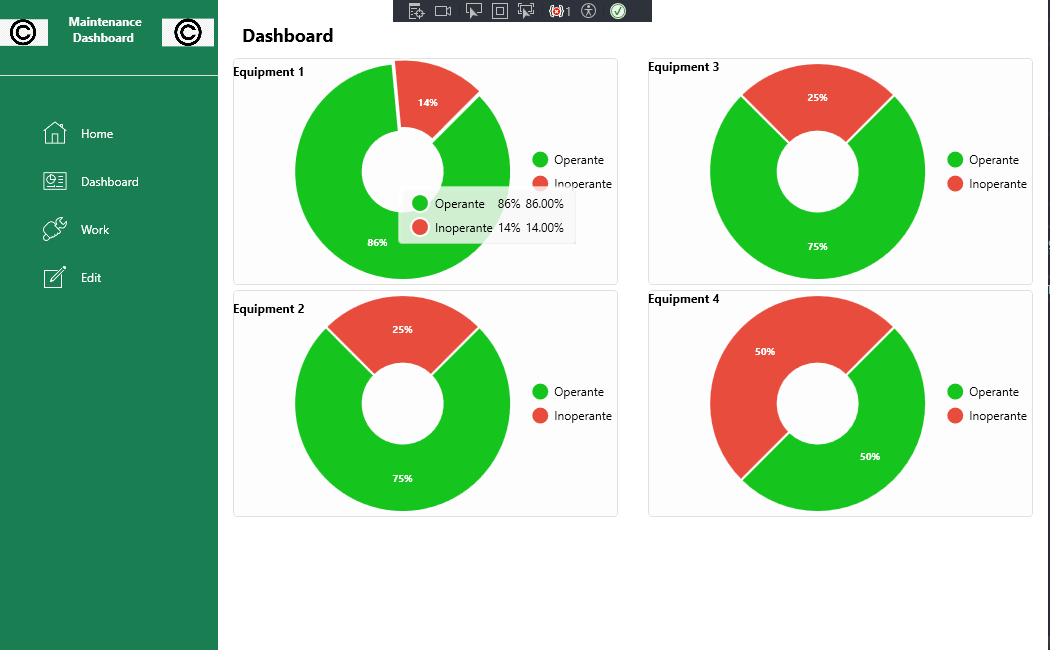 Maintenance
Dashboard
©
©
1
Home
Dashboard
Work
Edit
Dashboard
Equipment 1
14%
86%
Operante
Inoperante
Operante 86% 86.00%
Inoperante 14% 14.00%
Equipment 3
25%
75%
Operante
Inoperante
Equipment 2
25%
75%
Operante
Inoperante
Equipment 4
50%
50%
Operante
Inoperante